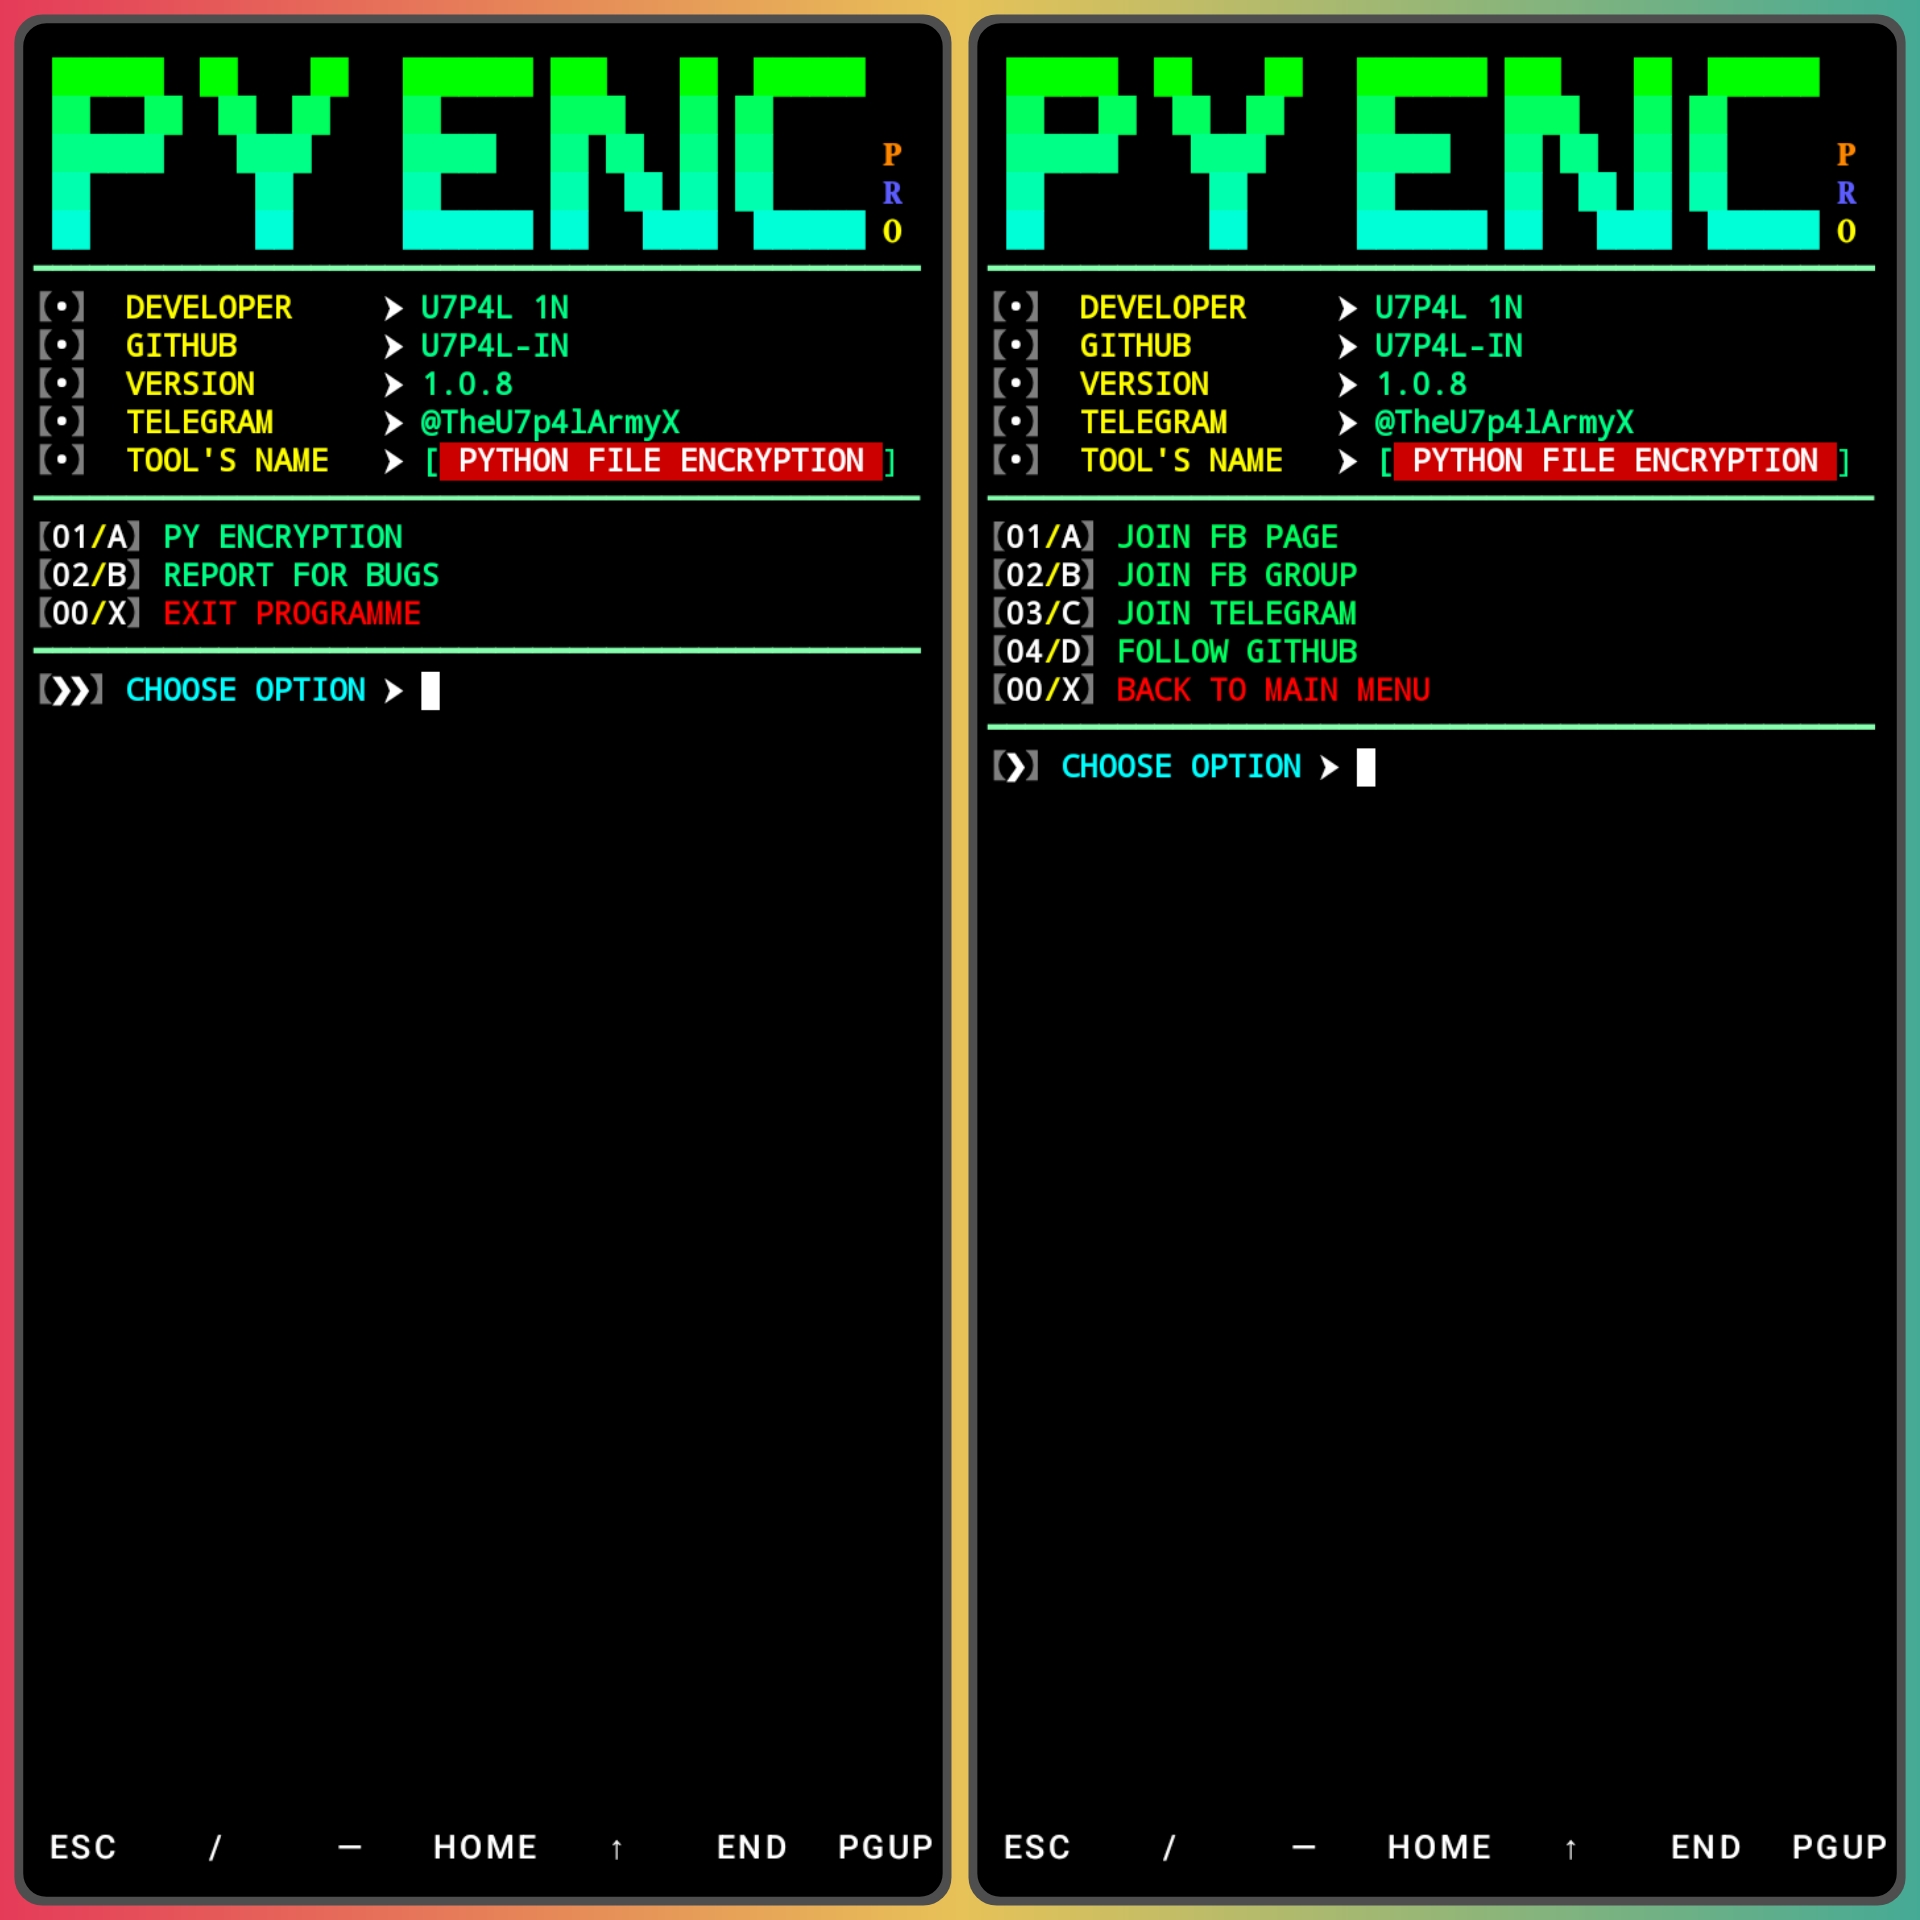 PY ENC
P
R
O
[•] DEVELOPER ➤ U7P4L 1N
[•] GITHUB ➤ U7P4L-IN
[•] VERSION ➤ 1.0.8
[•] TELEGRAM ➤ @TheU7p4lArmyX
[•] TOOL'S NAME ➤ [ PYTHON FILE ENCRYPTION ]
[01/A] PY ENCRYPTION
[02/B] REPORT FOR BUGS
[00/X] EXIT PROGRAMME
[❯❯] CHOOSE OPTION ➤
ESC / — HOME ↑ END PGUP
PY ENC
P
R
O
[•] DEVELOPER ➤ U7P4L 1N
[•] GITHUB ➤ U7P4L-IN
[•] VERSION ➤ 1.0.8
[•] TELEGRAM ➤ @TheU7p4lArmyX
[•] TOOL'S NAME ➤ [ PYTHON FILE ENCRYPTION ]
[01/A] JOIN FB PAGE
[02/B] JOIN FB GROUP
[03/C] JOIN TELEGRAM
[04/D] FOLLOW GITHUB
[00/X] BACK TO MAIN MENU
[❯] CHOOSE OPTION ➤
ESC / — HOME ↑ END PGUP